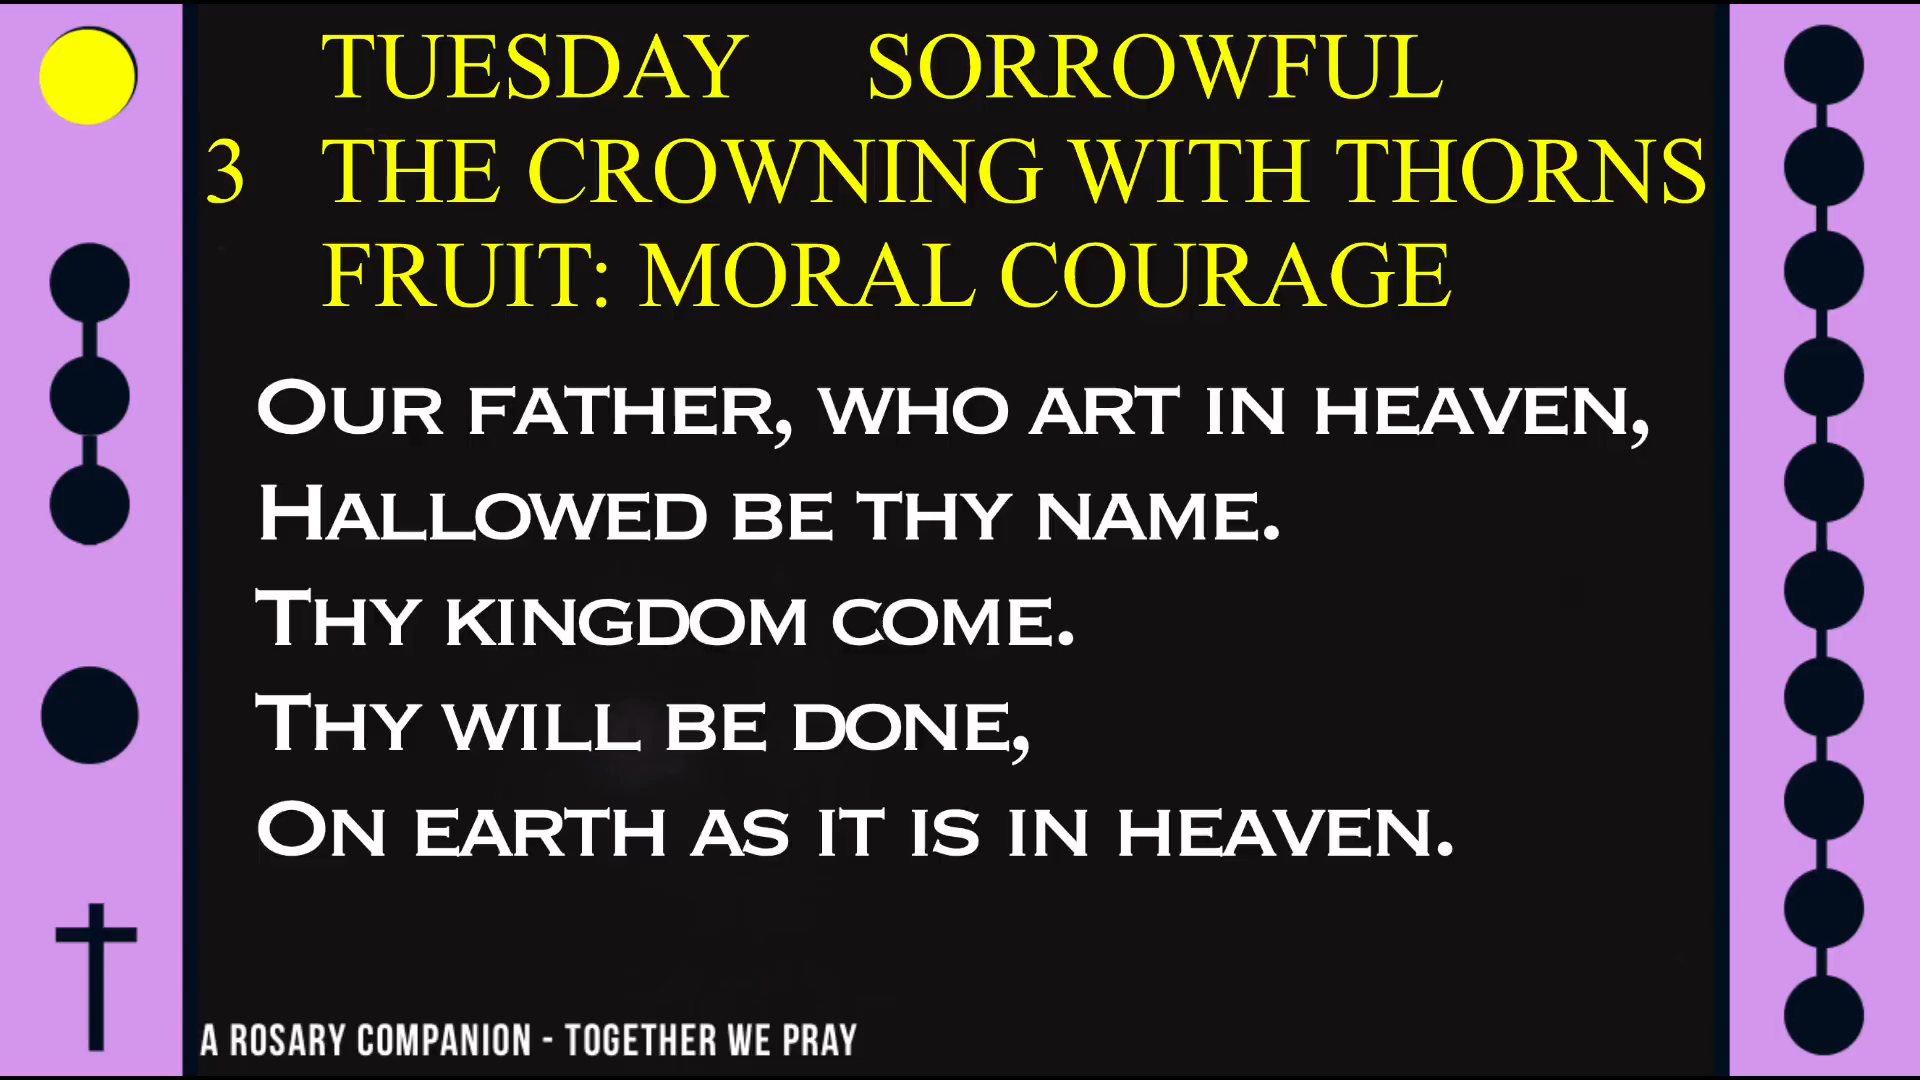 TUESDAY SORROWFUL
3 THE CROWNING WITH THORNS
FRUIT: MORAL COURAGE
OUR FATHER, WHO ART IN HEAVEN,
HALLOWED BE THY NAME.
THY KINGDOM COME.
THY WILL BE DONE,
ON EARTH AS IT IS IN HEAVEN.
A ROSARY COMPANION - TOGETHER WE PRAY